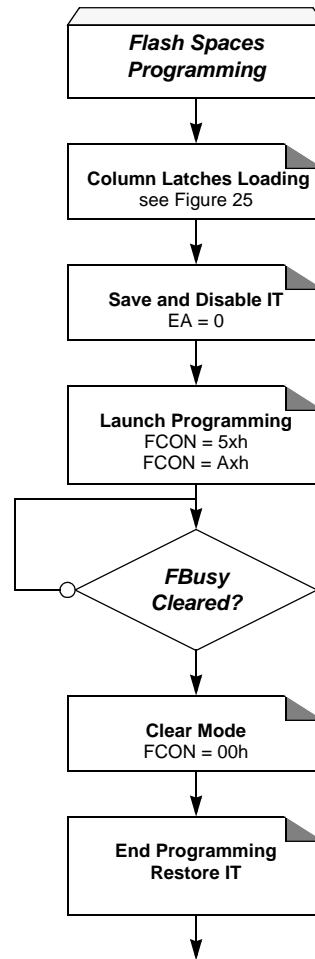 Flash Spaces
Programming
Column Latches Loading
see Figure 25
Save and Disable IT
EA = 0
Launch Programming
FCON = 5xh
FCON = Axh
FBusy
Cleared?
Clear Mode
FCON = 00h
End Programming
Restore IT